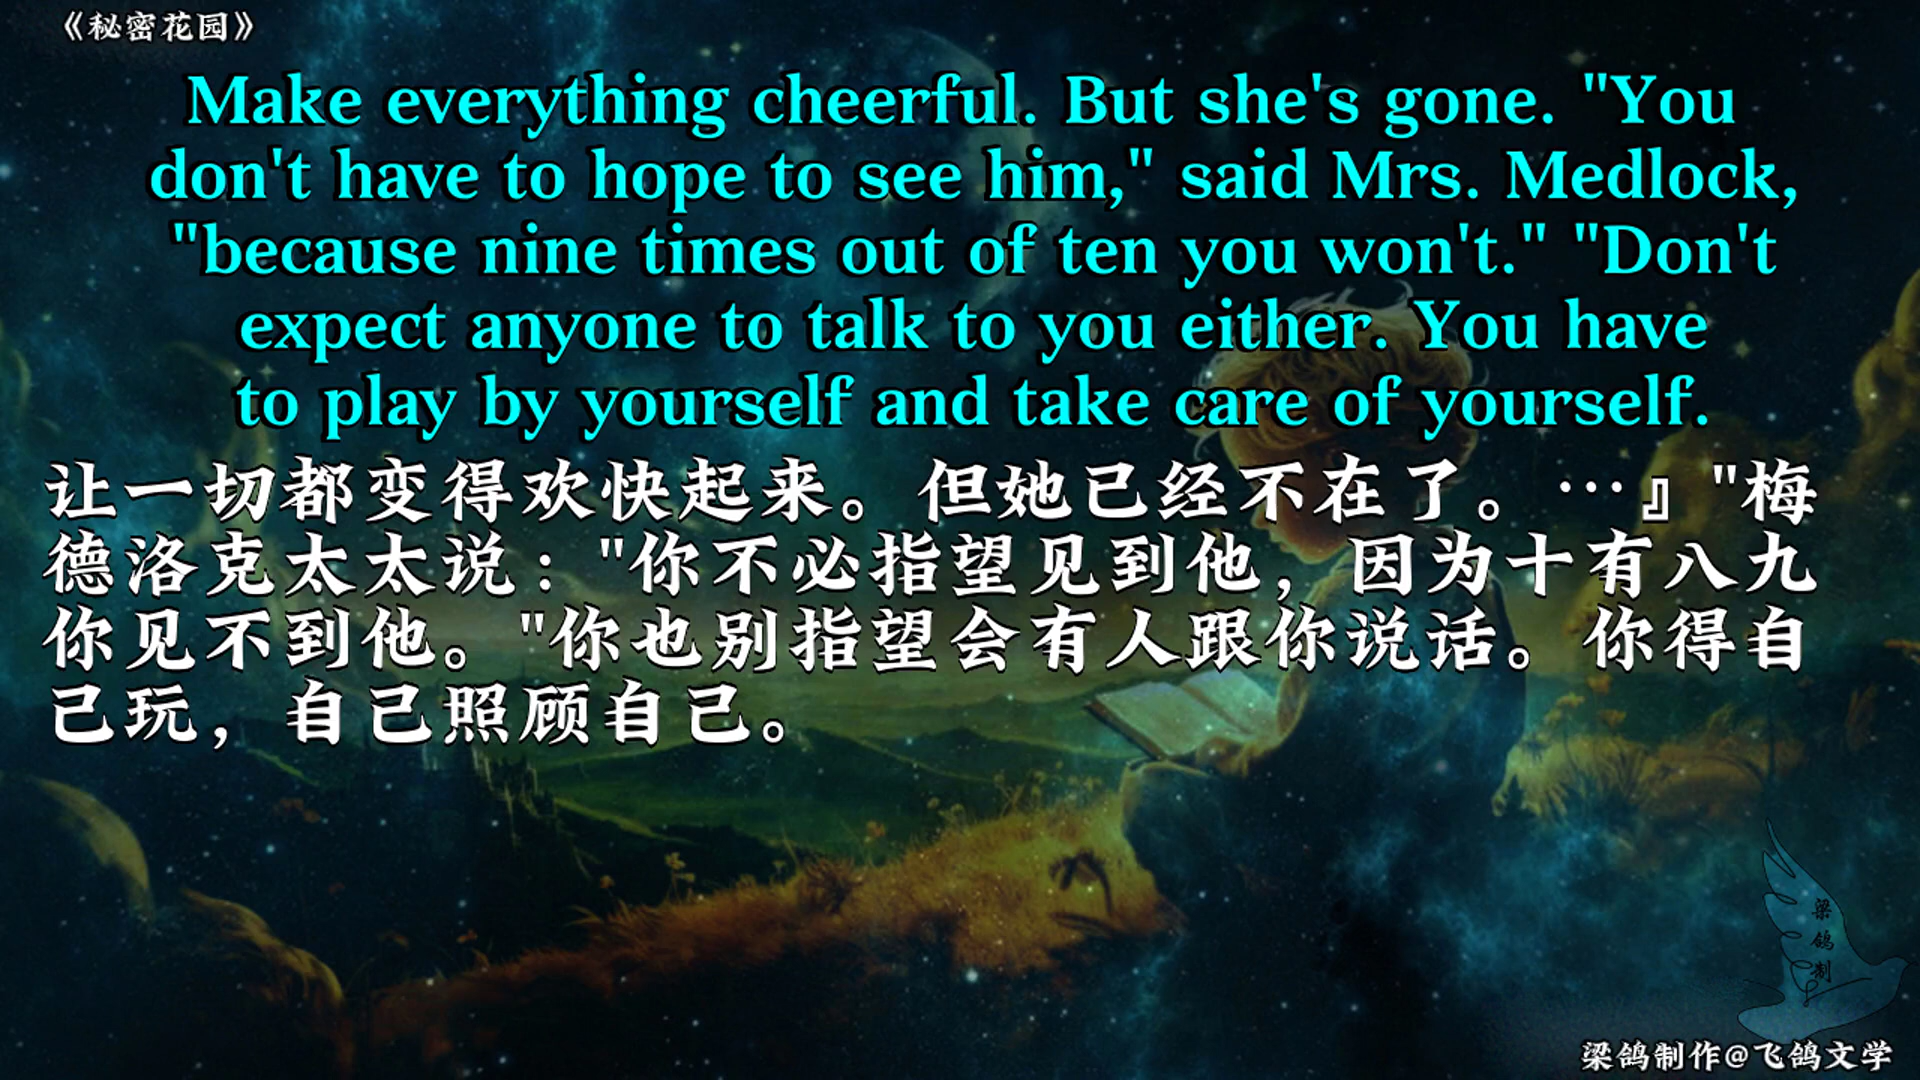 《秘密花园》
Make everything cheerful. But she's gone. "You
don't have to hope to see him," said Mrs. Medlock,
"because nine times out of ten you won't." "Don't
expect anyone to talk to you either. You have
to play by yourself and take care of yourself.
让一切都变得欢快起来。但她已经不在了。…』"梅
德洛克太太说："你不必指望见到他，因为十有八九
你见不到他。"你也别指望会有人跟你说话。你得自
己玩，自己照顾自己。
梁
鸽
制
梁鸽制作@飞鸽文学